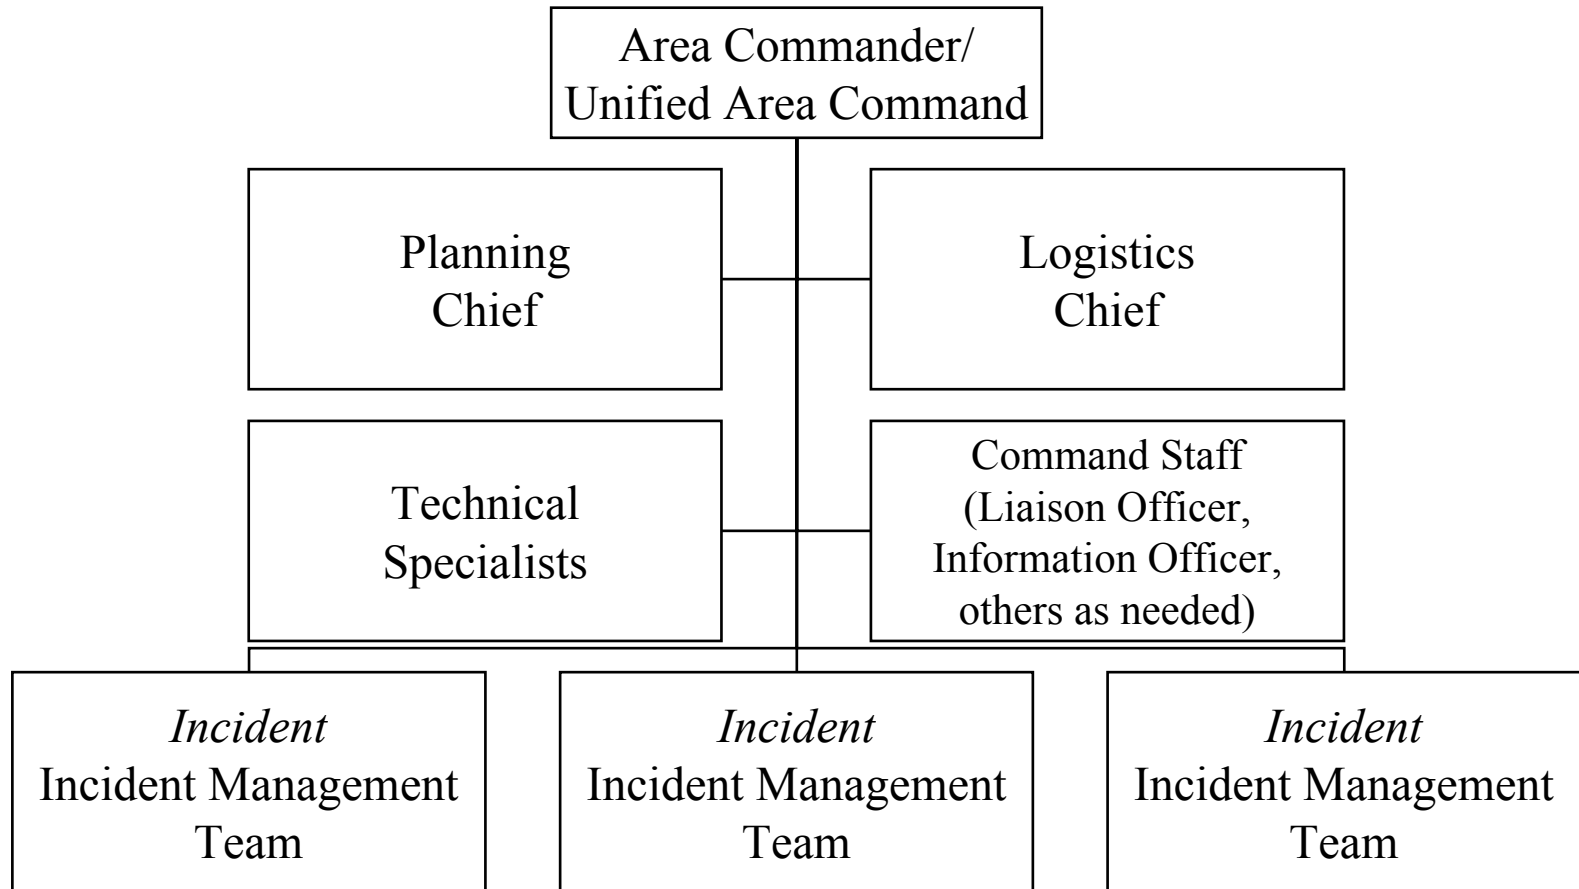 Area Commander/
Unified Area Command
Planning
Chief
Logistics
Chief
Technical
Specialists
Command Staff
(Liaison Officer,
Information Officer,
others as needed)
Incident
Incident Management
Team
Incident
Incident Management
Team
Incident
Incident Management
Team